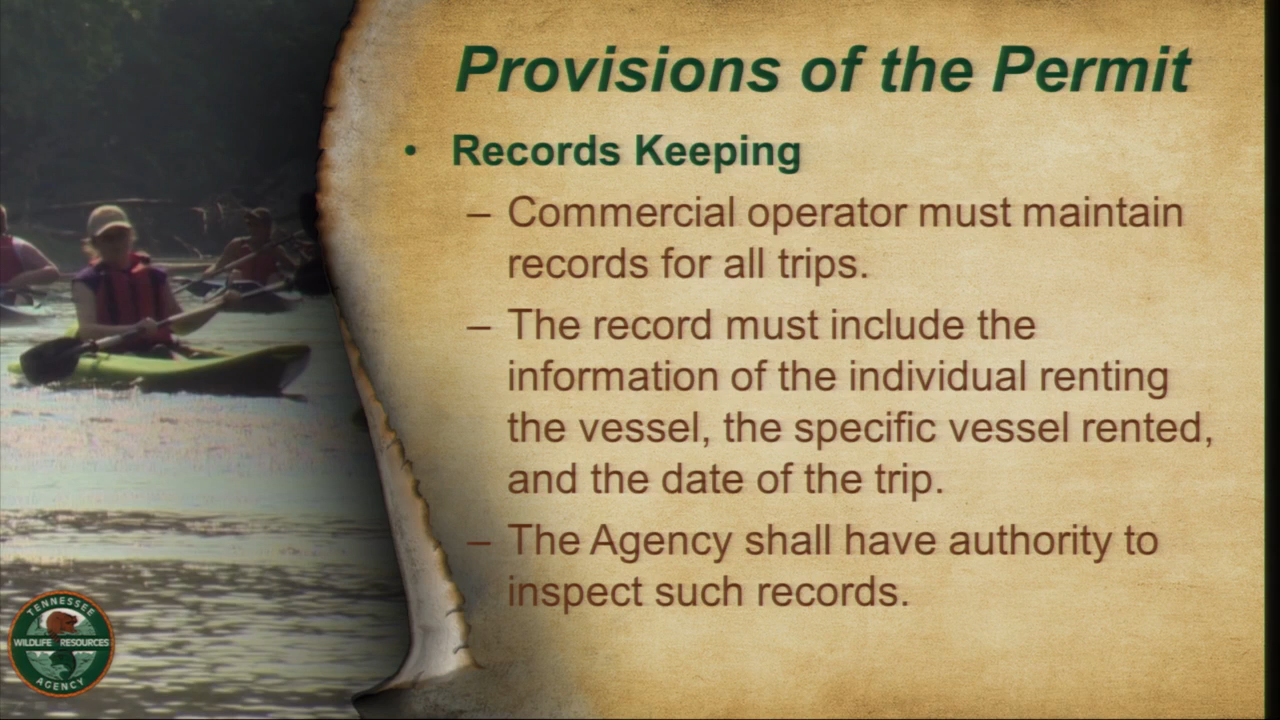 Provisions of the Permit
• Records Keeping
– Commercial operator must maintain
records for all trips.
– The record must include the
information of the individual renting
the vessel, the specific vessel rented,
and the date of the trip.
– The Agency shall have authority to
inspect such records.
TENNESSEE
WILDLIFE RESOURCES
AGENCY